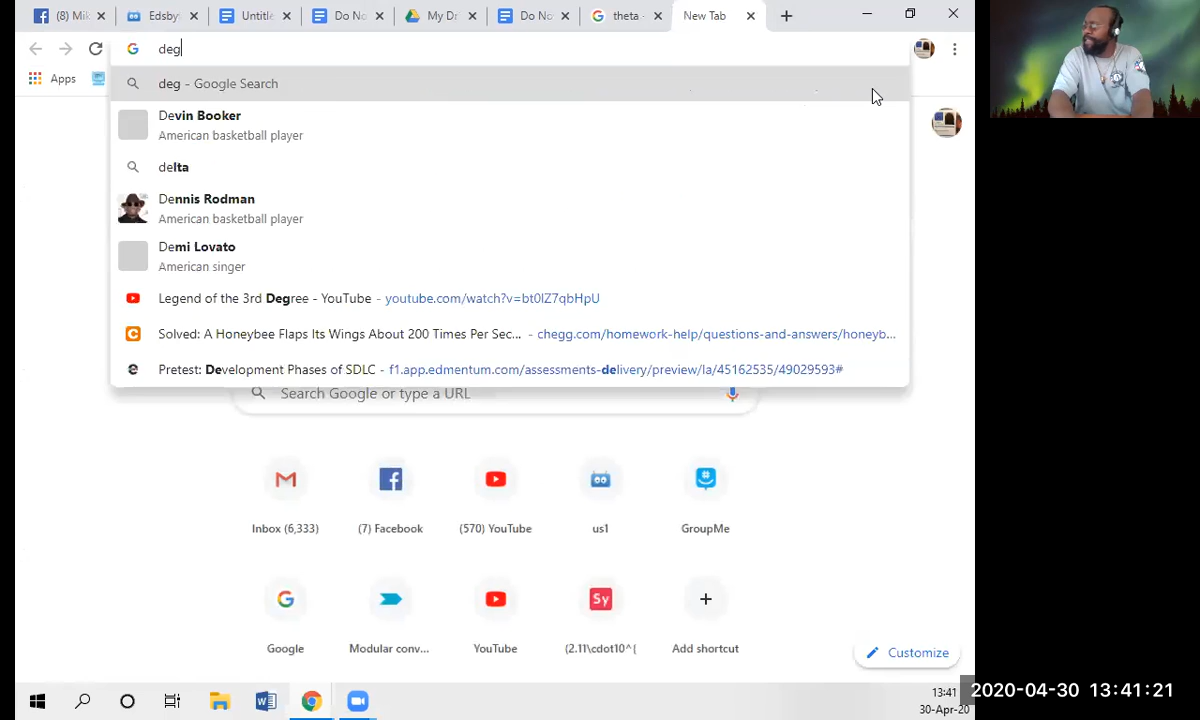 (8) Mik
Edsby
Untitle
Do No
My Dr
Do No
theta -
New Tab
deg
Apps
deg - Google Search
Devin Booker
American basketball player
delta
Dennis Rodman
American basketball player
Demi Lovato
American singer
Legend of the 3rd Degree - YouTube - youtube.com/watch?v=bt0lZ7qbHpU
Solved: A Honeybee Flaps Its Wings About 200 Times Per Sec... - chegg.com/homework-help/questions-and-answers/honeyb...
Pretest: Development Phases of SDLC - f1.app.edmentum.com/assessments-delivery/preview/la/45162535/49029593#
Search Google or type a URL
Inbox (6,333)
(7) Facebook
(570) YouTube
us1
GroupMe
Sy
Google
Modular conv...
YouTube
(2.11\cdot10^(
Add shortcut
Customize
13:41
30-Apr-20
2020-04-30 13:41:21